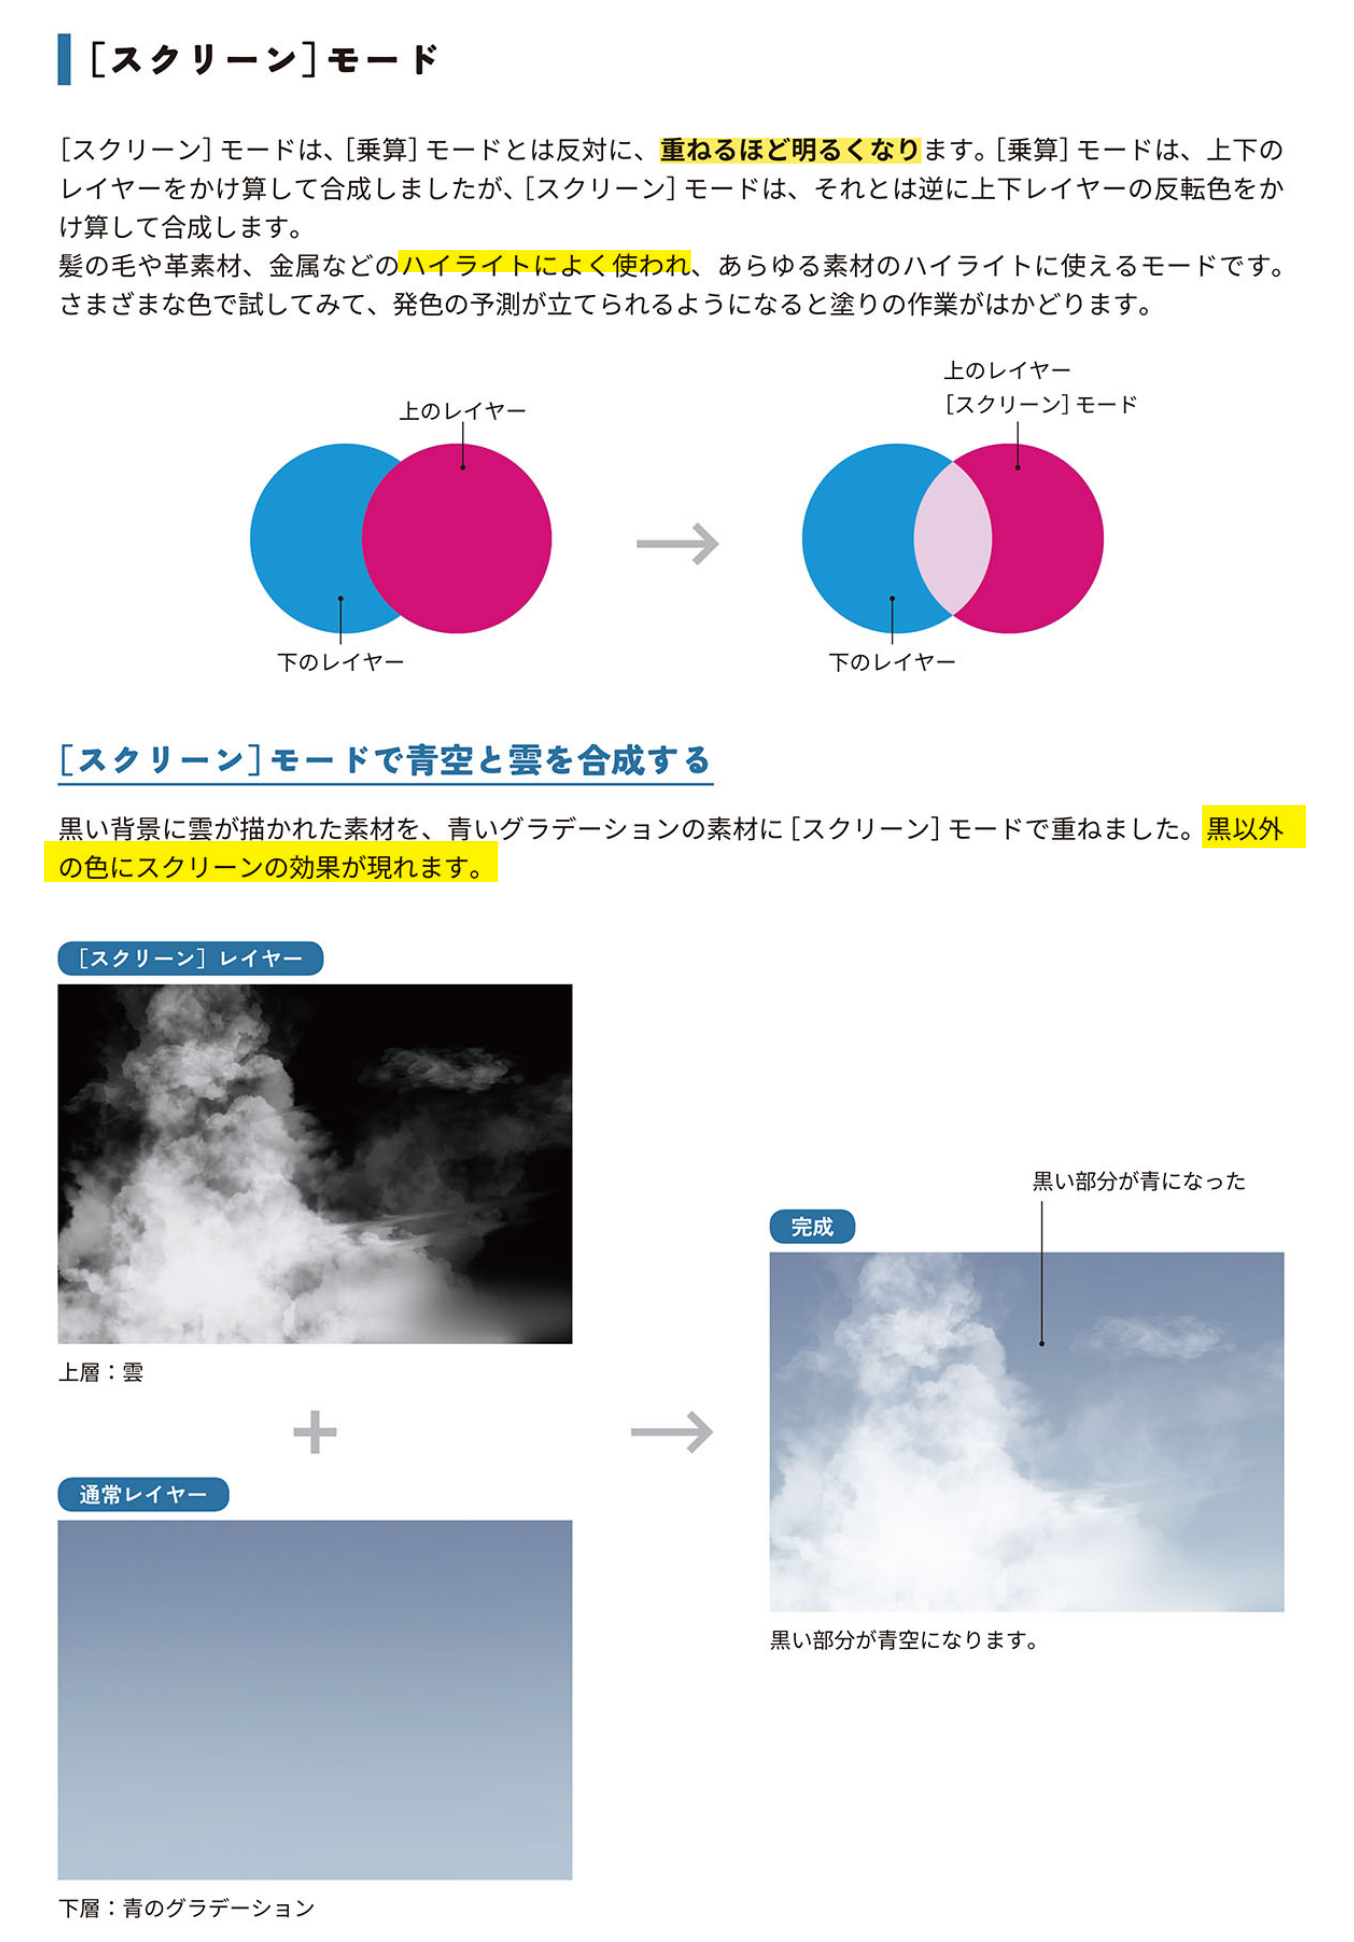 ［スクリーン］モード
［スクリーン］モードは、［乗算］モードとは反対に、重ねるほど明るくなります。［乗算］モードは、上下の
レイヤーをかけ算して合成しましたが、［スクリーン］モードは、それとは逆に上下レイヤーの反転色をか
け算して合成します。
髪の毛や革素材、金属などのハイライトによく使われ、あらゆる素材のハイライトに使えるモードです。
さまざまな色で試してみて、発色の予測が立てられるようになると塗りの作業がはかどります。
上のレイヤー
下のレイヤー
上のレイヤー
［スクリーン］モード
下のレイヤー
［スクリーン］モードで青空と雲を合成する
黒い背景に雲が描かれた素材を、青いグラデーションの素材に［スクリーン］モードで重ねました。黒以外
の色にスクリーンの効果が現れます。
［スクリーン］レイヤー
上層：雲
+
通常レイヤー
下層：青のグラデーション
黒い部分が青になった
完成
黒い部分が青空になります。